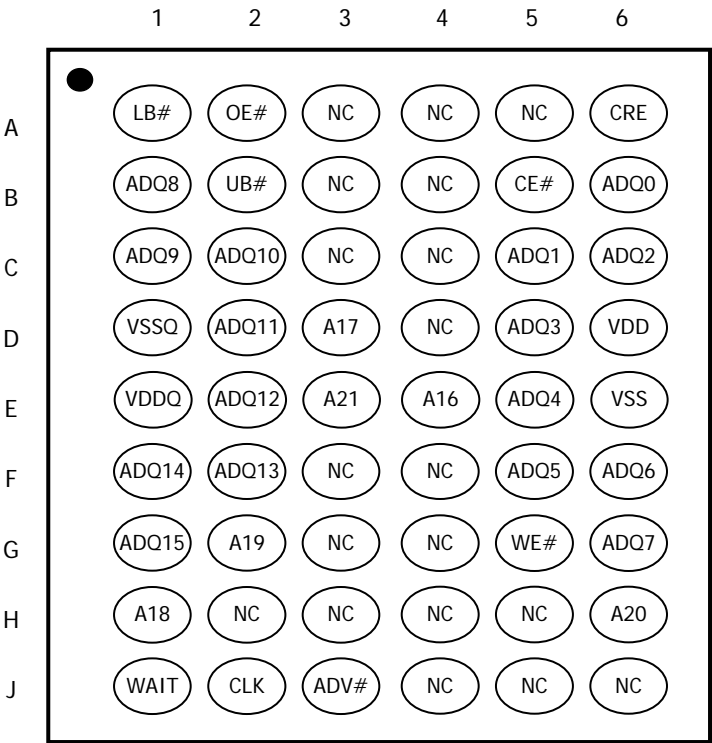 1 2 3 4 5 6
A LB# OE# NC NC NC CRE
B ADQ8 UB# NC NC CE# ADQ0
C ADQ9 ADQ10 NC NC ADQ1 ADQ2
D VSSQ ADQ11 A17 NC ADQ3 VDD
E VDDQ ADQ12 A21 A16 ADQ4 VSS
F ADQ14 ADQ13 NC NC ADQ5 ADQ6
G ADQ15 A19 NC NC WE# ADQ7
H A18 NC NC NC NC A20
J WAIT CLK ADV# NC NC NC